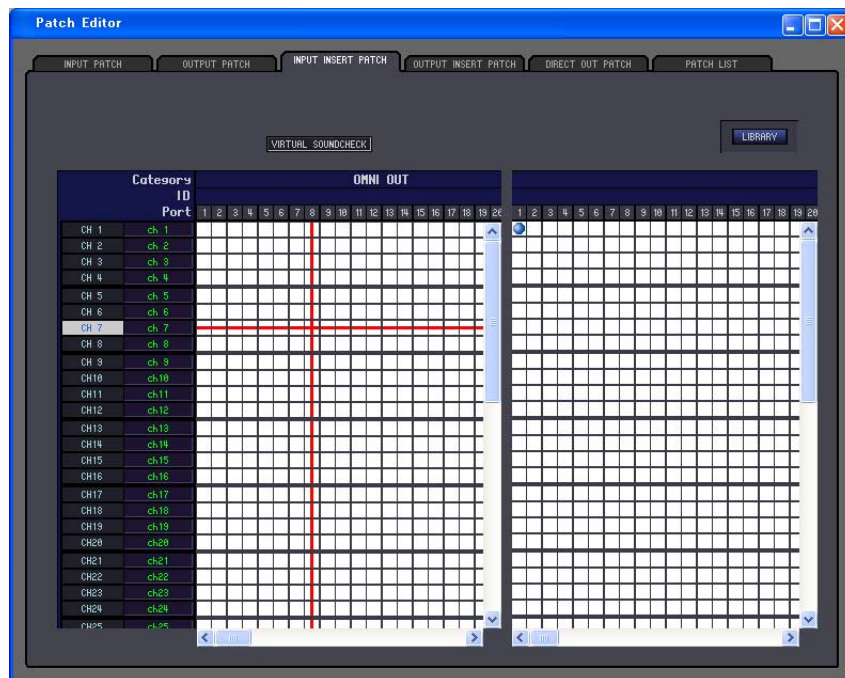 Patch Editor
INPUT PATCH OUTPUT PATCH INPUT INSERT PATCH OUTPUT INSERT PATCH DIRECT OUT PATCH PATCH LIST
VIRTUAL SOUNDCHECK LIBRARY
Category OMNI OUT
ID
Port 1 2 3 4 5 6 7 8 9 10 11 12 13 14 15 16 17 18 19 20 1 2 3 4 5 6 7 8 9 10 11 12 13 14 15 16 17 18 19 20
CH 1 ch 1
CH 2 ch 2
CH 3 ch 3
CH 4 ch 4
CH 5 ch 5
CH 6 ch 6
CH 7 ch 7
CH 8 ch 8
CH 9 ch 9
CH10 ch10
CH11 ch11
CH12 ch12
CH13 ch13
CH14 ch14
CH15 ch15
CH16 ch16
CH17 ch17
CH18 ch18
CH19 ch19
CH20 ch20
CH21 ch21
CH22 ch22
CH23 ch23
CH24 ch24
CH25 ch25